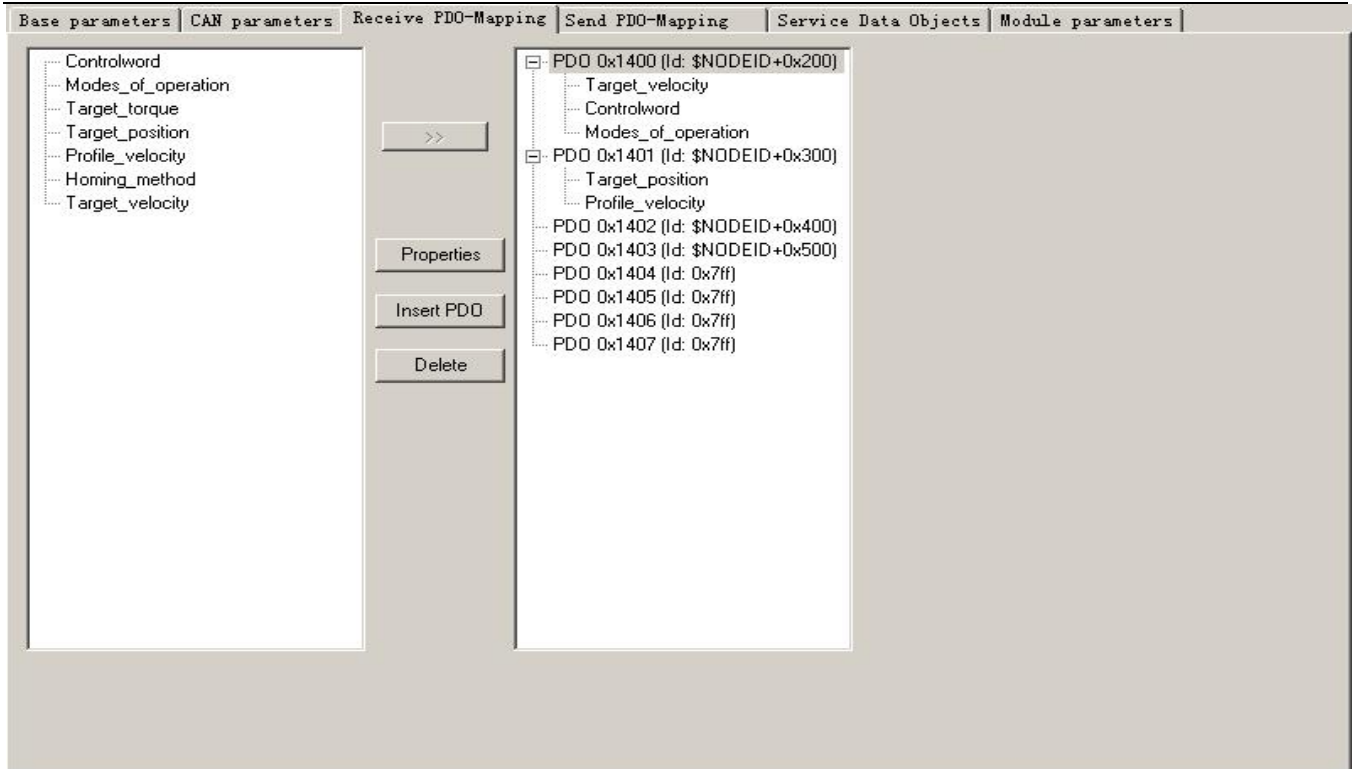 Base parameters CAN parameters Receive PDO-Mapping Send PDO-Mapping Service Data Objects Module parameters
Controlword
Modes_of_operation
Target_torque
Target_position
Profile_velocity
Homing_method
Target_velocity
>>
Properties
Insert PDO
Delete
PDO 0x1400 (Id: $NODEID+0x200)
Target_velocity
Controlword
Modes_of_operation
PDO 0x1401 (Id: $NODEID+0x300)
Target_position
Profile_velocity
PDO 0x1402 (Id: $NODEID+0x400)
PDO 0x1403 (Id: $NODEID+0x500)
PDO 0x1404 (Id: 0x7ff)
PDO 0x1405 (Id: 0x7ff)
PDO 0x1406 (Id: 0x7ff)
PDO 0x1407 (Id: 0x7ff)